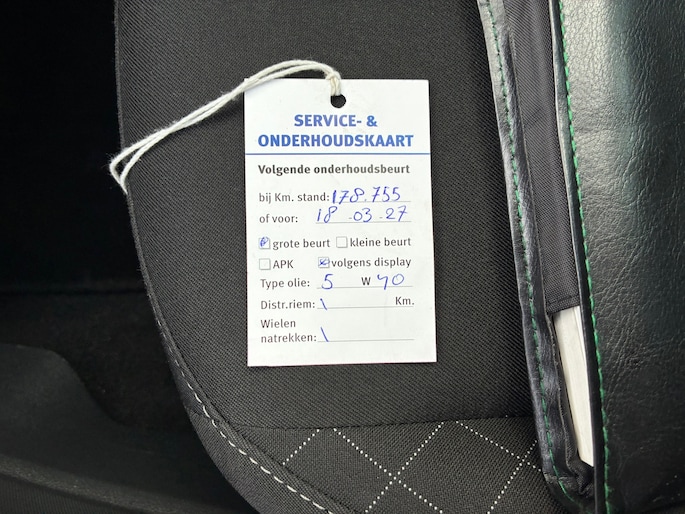 SERVICE- &
ONDERHOUDSKAART
Volgende onderhoudsbeurt
bij Km. stand: 178.755
of voor: 18-03-27
grote beurt kleine beurt
APK volgens display
Type olie: 5 W 40
Distr.riem: \ Km.
Wielen
natrekken: \